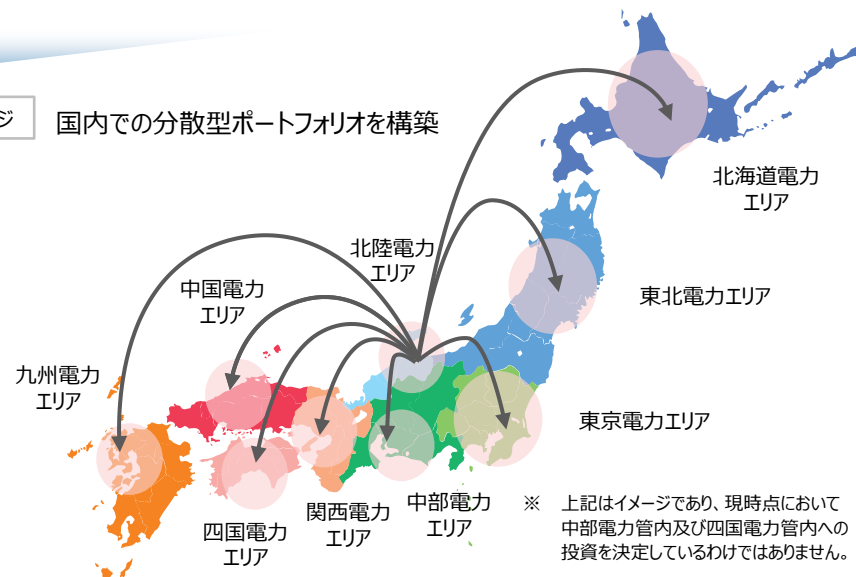 ジ
国内での分散型ポートフォリオを構築
北海道電力
エリア
北陸電力
エリア
中国電力
エリア
東北電力エリア
九州電力
エリア
東京電力エリア
中部電力
エリア
関西電力
エリア
四国電力
エリア
※ 上記はイメージであり、現時点において
中部電力管内及び四国電力管内への
投資を決定しているわけではありません。